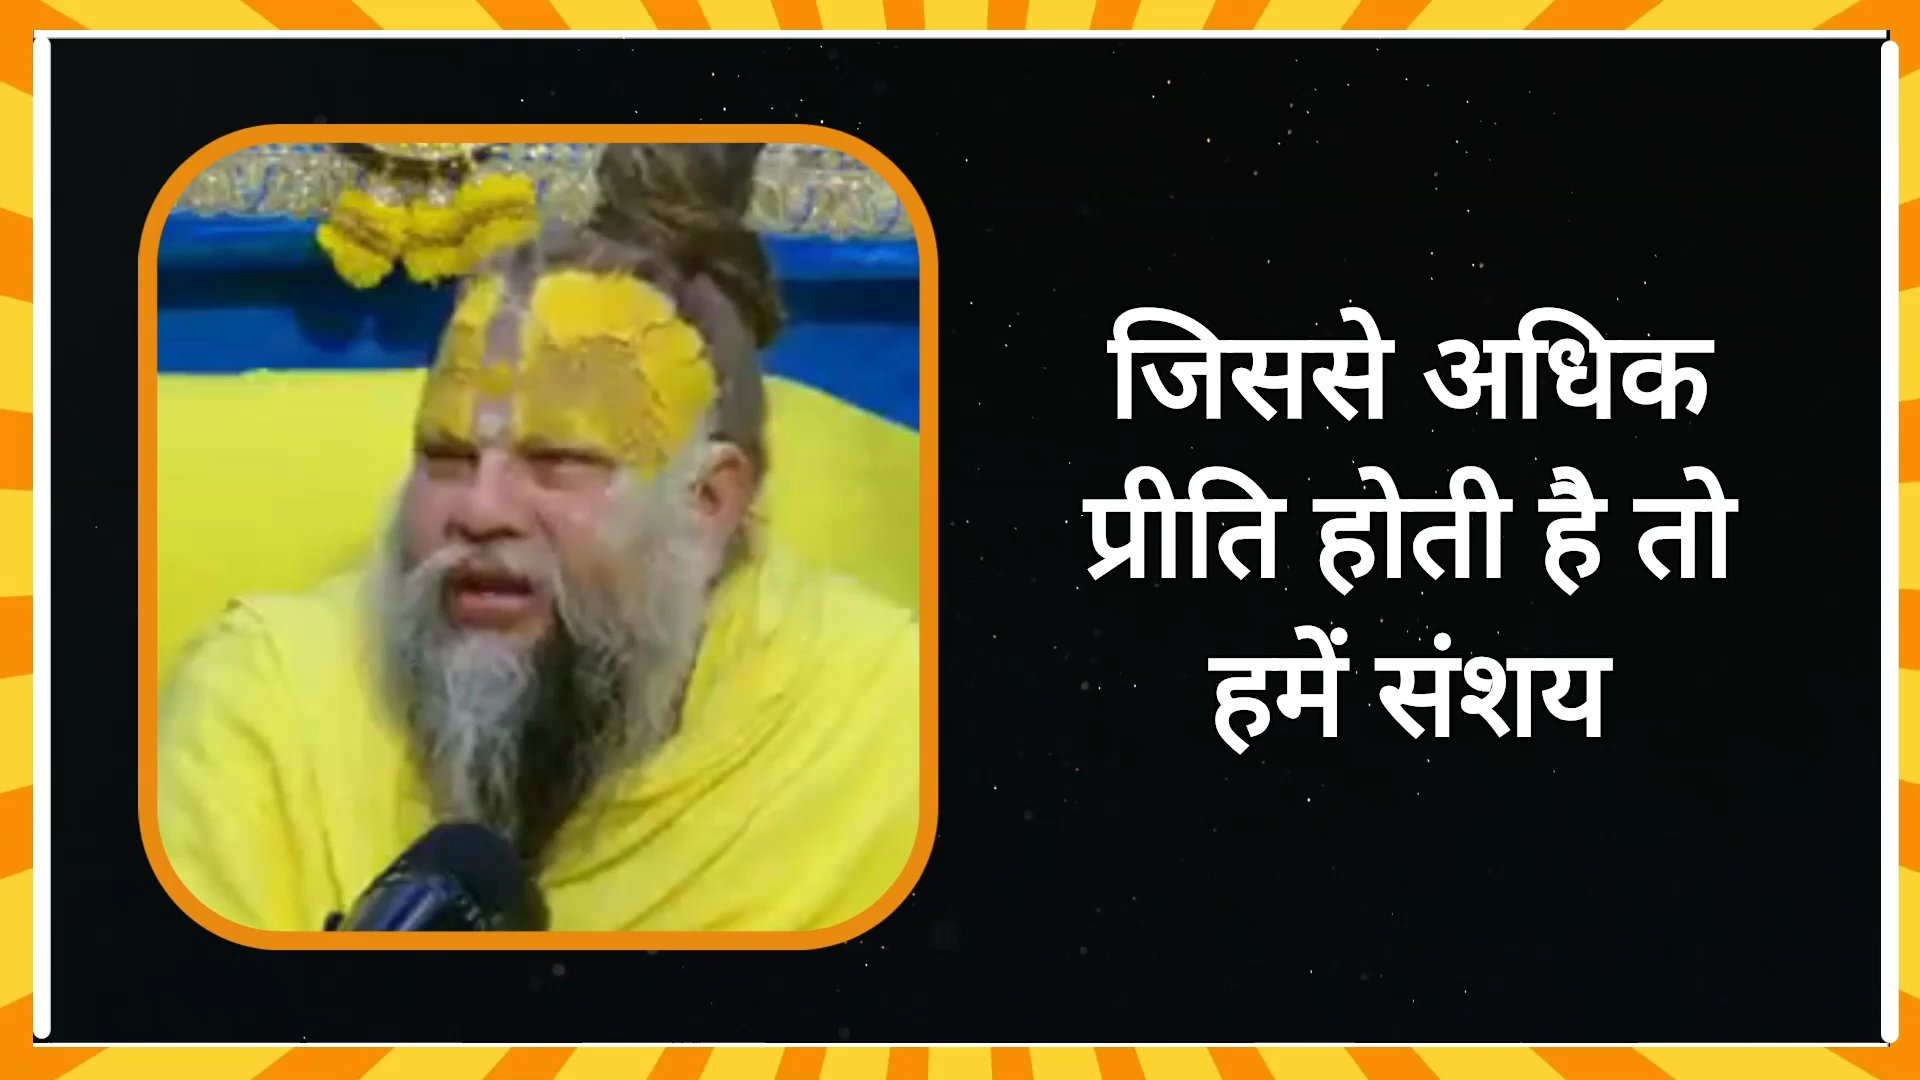 जिससे अधिक
प्रीति होती है तो
हमें संशय